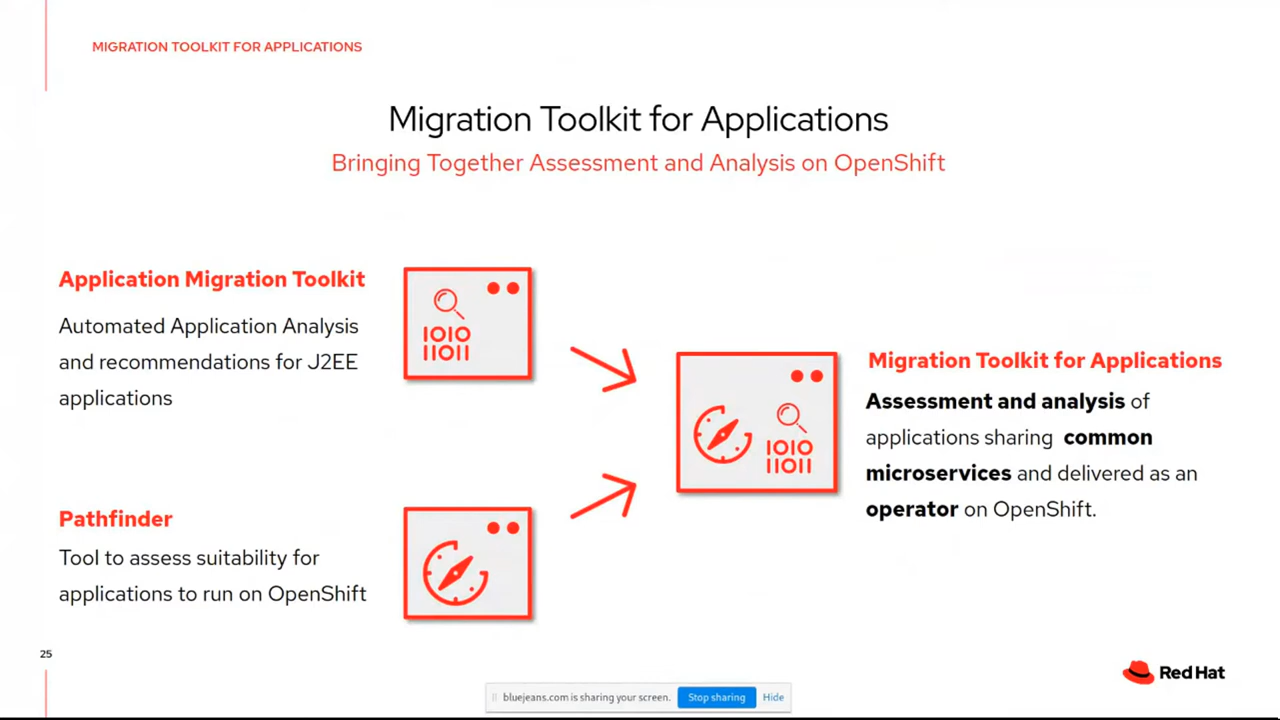 MIGRATION TOOLKIT FOR APPLICATIONS
Migration Toolkit for Applications
Bringing Together Assessment and Analysis on OpenShift
Application Migration Toolkit
Automated Application Analysis
and recommendations for J2EE
applications
1010
11011
Pathfinder
Tool to assess suitability for
applications to run on OpenShift
1010
11011
Migration Toolkit for Applications
Assessment and analysis of
applications sharing common
microservices and delivered as an
operator on OpenShift.
25
Red Hat
bluejeans.com is sharing your screen.
Stop sharing
Hide